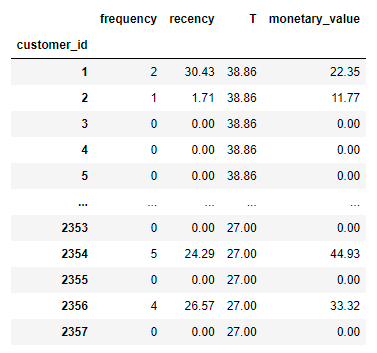 frequency recency T monetary_value
customer_id
1 2 30.43 38.86 22.35
2 1 1.71 38.86 11.77
3 0 0.00 38.86 0.00
4 0 0.00 38.86 0.00
5 0 0.00 38.86 0.00
... ... ... ... ...
2353 0 0.00 27.00 0.00
2354 5 24.29 27.00 44.93
2355 0 0.00 27.00 0.00
2356 4 26.57 27.00 33.32
2357 0 0.00 27.00 0.00